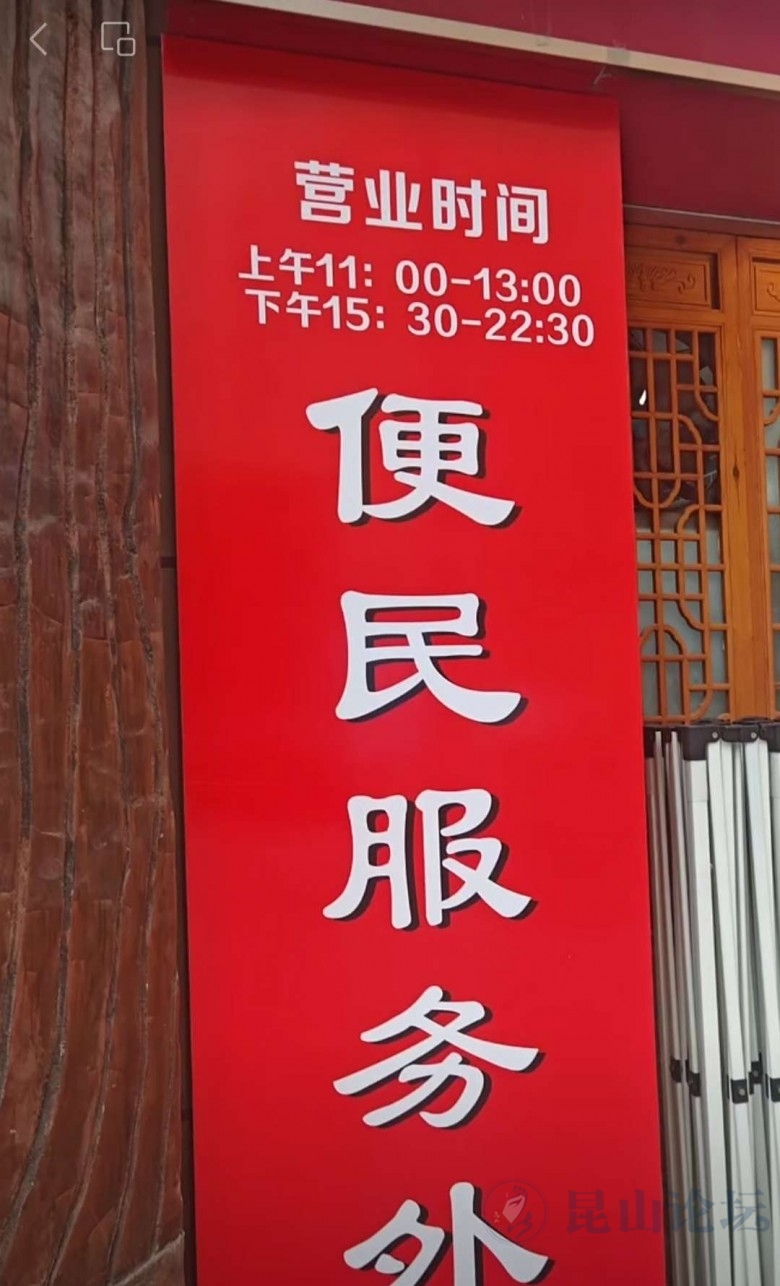 营业时间
上午11：00-13:00
下午15：30-22:30
便
民
服
务
外
昆山论坛